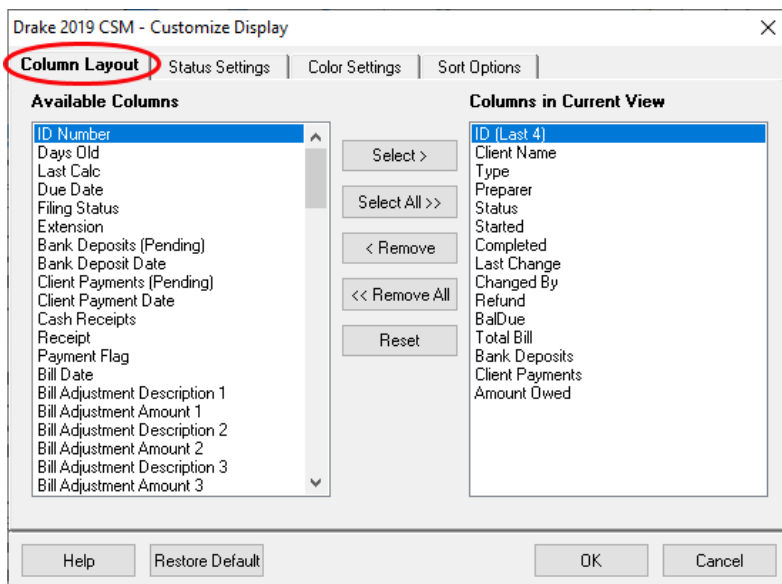 Drake 2019 CSM - Customize Display
Column Layout
Status Settings
Color Settings
Sort Options
Available Columns
ID Number
Days Old
Last Calc
Due Date
Filing Status
Extension
Bank Deposits (Pending)
Bank Deposit Date
Client Payments (Pending)
Client Payment Date
Cash Receipts
Receipt
Payment Flag
Bill Date
Bill Adjustment Description 1
Bill Adjustment Amount 1
Bill Adjustment Description 2
Bill Adjustment Amount 2
Bill Adjustment Description 3
Bill Adjustment Amount 3
Select >
Select All >>
< Remove
<< Remove All
Reset
Columns in Current View
ID (Last 4)
Client Name
Type
Preparer
Status
Started
Completed
Last Change
Changed By
Refund
BalDue
Total Bill
Bank Deposits
Client Payments
Amount Owed
Help
Restore Default
OK
Cancel